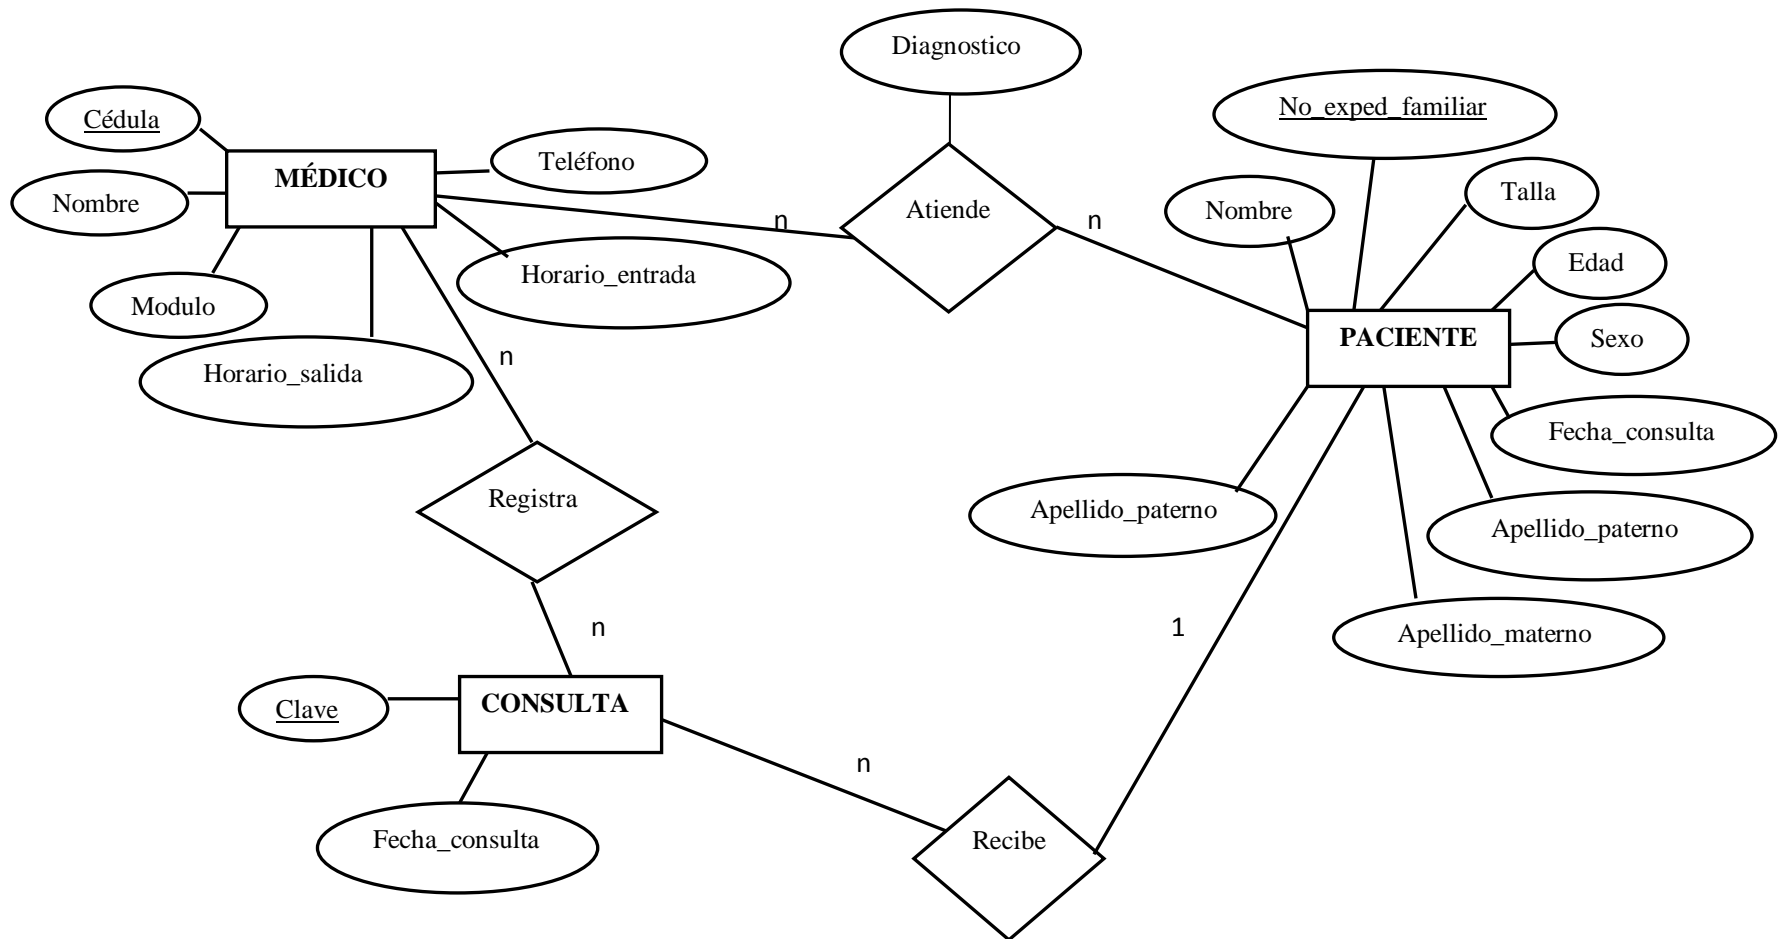 Diagnostico
No_exped_familiar
Cédula
Teléfono
MÉDICO
Talla
Nombre
Nombre
Atiende
n
n
Edad
Horario_entrada
Modulo
PACIENTE
Sexo
n
Horario_salida
Fecha_consulta
Registra
Apellido_paterno
Apellido_paterno
n
1
Apellido_materno
Clave
CONSULTA
n
Fecha_consulta
Recibe